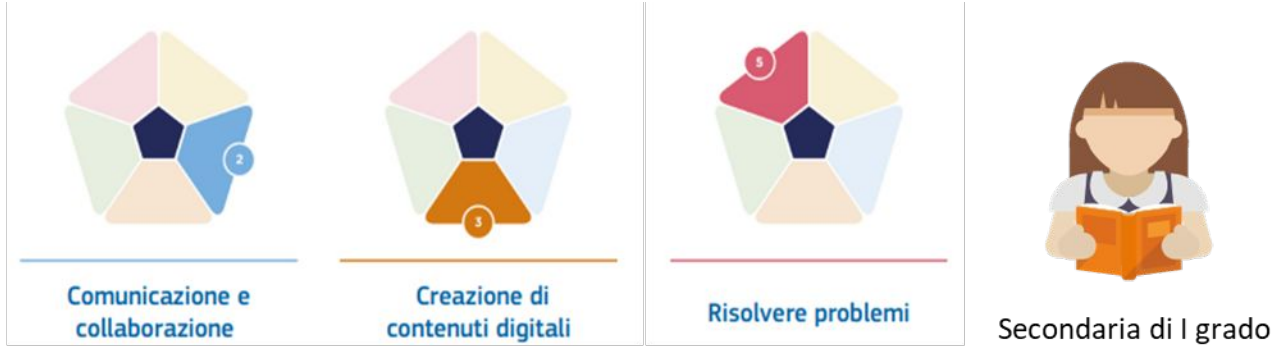 2
Comunicazione e
collaborazione
3
Creazione di
contenuti digitali
5
Risolvere problemi
Secondaria di I grado